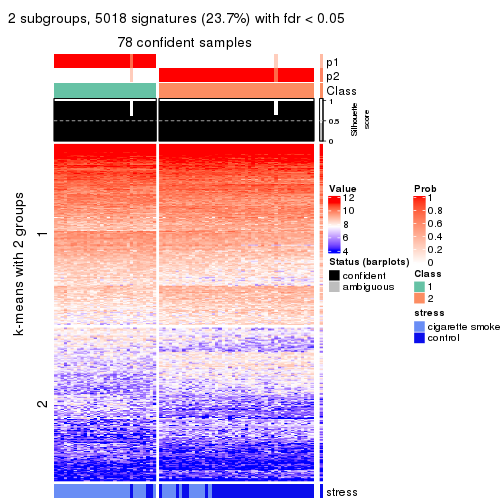 2 subgroups, 5018 signatures (23.7%) with fdr < 0.05
78 confident samples
p1
p2
Class
1
0.5
0
Silhouette
score
k-means with 2 groups
1
2
stress
Value
12
10
8
6
4
Status (barplots)
confident
ambiguous
Prob
1
0.8
0.6
0.4
0.2
0
Class
1
2
stress
cigarette smoke
control